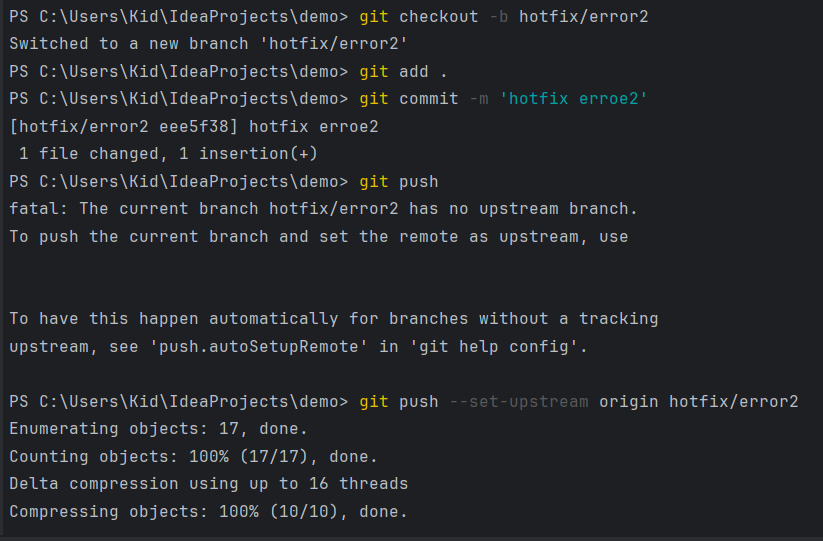 PS C:\Users\Kid\IdeaProjects\demo> git checkout -b hotfix/error2
Switched to a new branch 'hotfix/error2'
PS C:\Users\Kid\IdeaProjects\demo> git add .
PS C:\Users\Kid\IdeaProjects\demo> git commit -m 'hotfix erroe2'
[hotfix/error2 eee5f38] hotfix erroe2
 1 file changed, 1 insertion(+)
PS C:\Users\Kid\IdeaProjects\demo> git push
fatal: The current branch hotfix/error2 has no upstream branch.
To push the current branch and set the remote as upstream, use
To have this happen automatically for branches without a tracking
upstream, see 'push.autoSetupRemote' in 'git help config'.
PS C:\Users\Kid\IdeaProjects\demo> git push --set-upstream origin hotfix/error2
Enumerating objects: 17, done.
Counting objects: 100% (17/17), done.
Delta compression using up to 16 threads
Compressing objects: 100% (10/10), done.